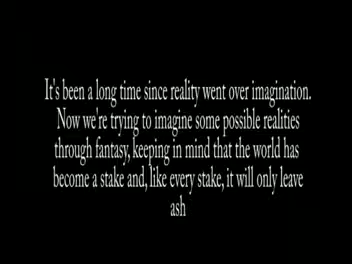 It's been a long time since reality went over imagination.
Now we're trying to imagine some possible realities
through fantasy, keeping in mind that the world has
become a stake and, like every stake, it will only leave
ash